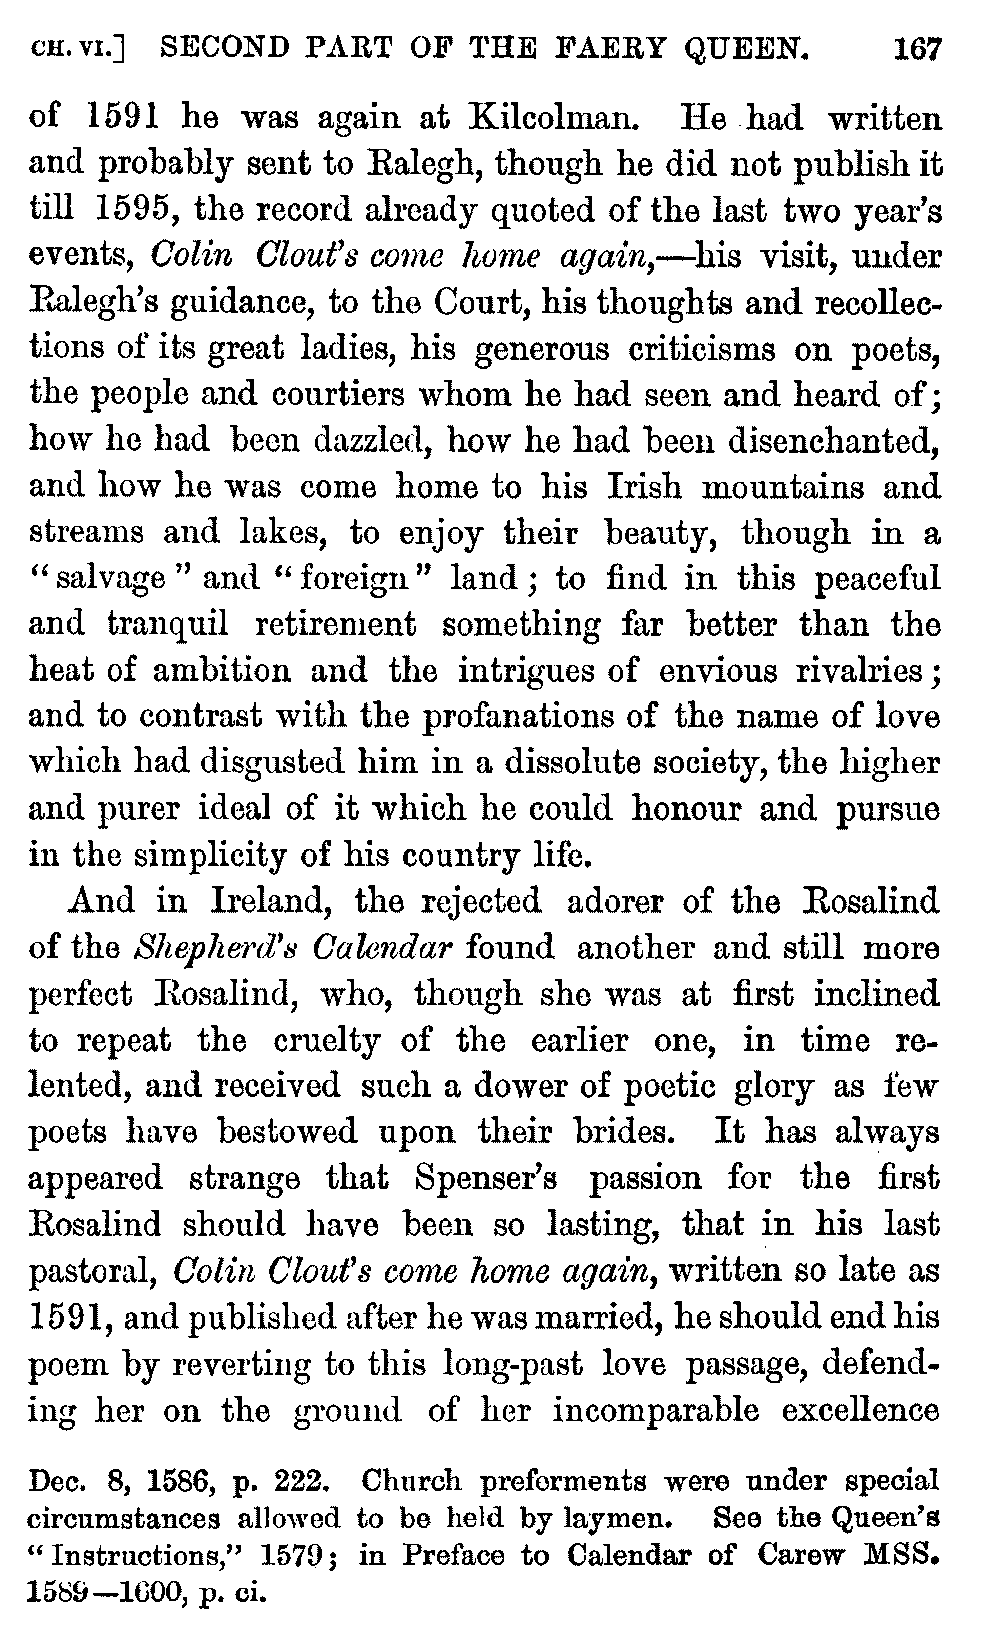 CH. VI.] SECOND PART OF THE FAERY QUEEN. 167
of 1591 he was again at Kilcolman. He had written
and probably sent to Ralegh, though he did not publish it
till 1595, the record already quoted of the last two year's
events, Colin Clout's come home again,—his visit, under
Ralegh's guidance, to the Court, his thoughts and recollec-
tions of its great ladies, his generous criticisms on poets,
the people and courtiers whom he had seen and heard of;
how he had been dazzled, how he had been disenchanted,
and how he was come home to his Irish mountains and
streams and lakes, to enjoy their beauty, though in a
“salvage” and “foreign” land; to find in this peaceful
and tranquil retirement something far better than the
heat of ambition and the intrigues of envious rivalries;
and to contrast with the profanations of the name of love
which had disgusted him in a dissolute society, the higher
and purer ideal of it which he could honour and pursue
in the simplicity of his country life.
And in Ireland, the rejected adorer of the Rosalind
of the Shepherd's Calendar found another and still more
perfect Rosalind, who, though she was at first inclined
to repeat the cruelty of the earlier one, in time re-
lented, and received such a dower of poetic glory as few
poets have bestowed upon their brides. It has always
appeared strange that Spenser's passion for the first
Rosalind should have been so lasting, that in his last
pastoral, Colin Clout's come home again, written so late as
1591, and published after he was married, he should end his
poem by reverting to this long-past love passage, defend-
ing her on the ground of her incomparable excellence
Dec. 8, 1586, p. 222. Church preforments were under special
circumstances allowed to be held by laymen. See the Queen's
“Instructions,” 1579; in Preface to Calendar of Carew MSS.
1589—1600, p. ci.